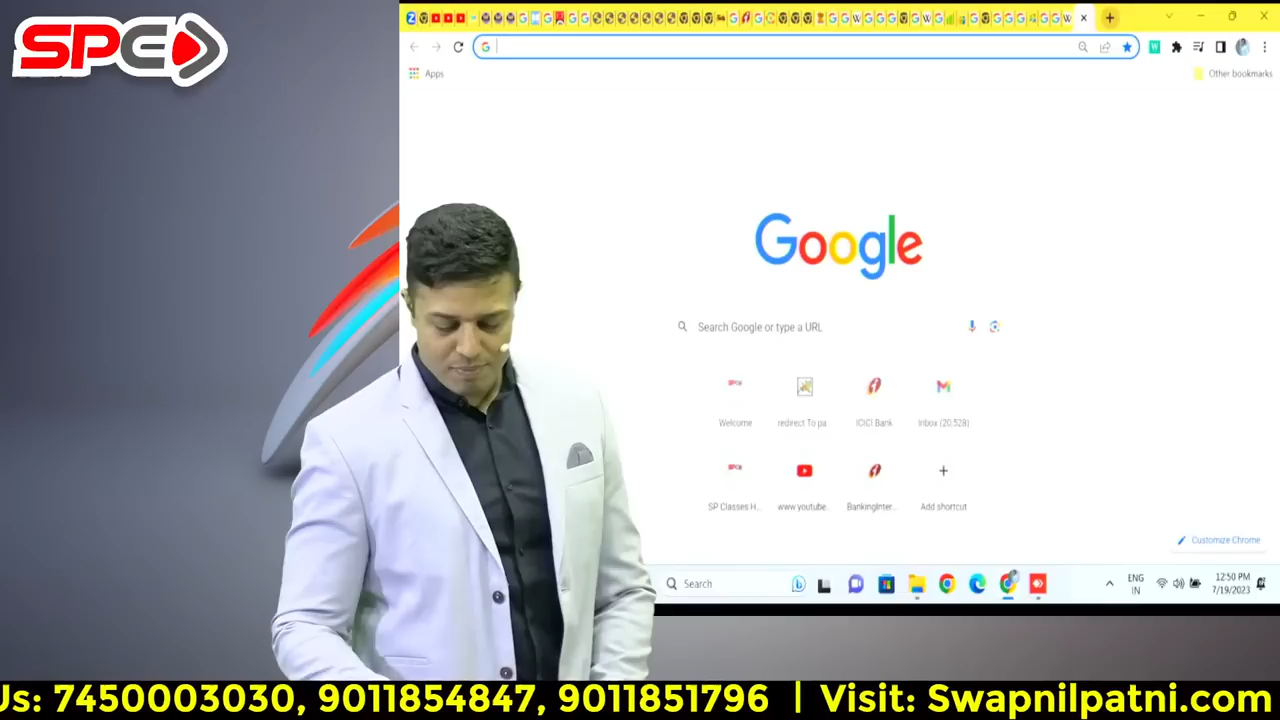 SPC
Apps
Other bookmarks
Google
Search Google or type a URL
Welcome
redirect To pa
ICICI Bank
Inbox (20,528)
SP Classes H...
www youtube...
BankingInter...
Add shortcut
Customize Chrome
Search
ENG
IN
12:50 PM
7/19/2023
Us: 7450003030, 9011854847, 9011851796 | Visit: Swapnilpatni.com